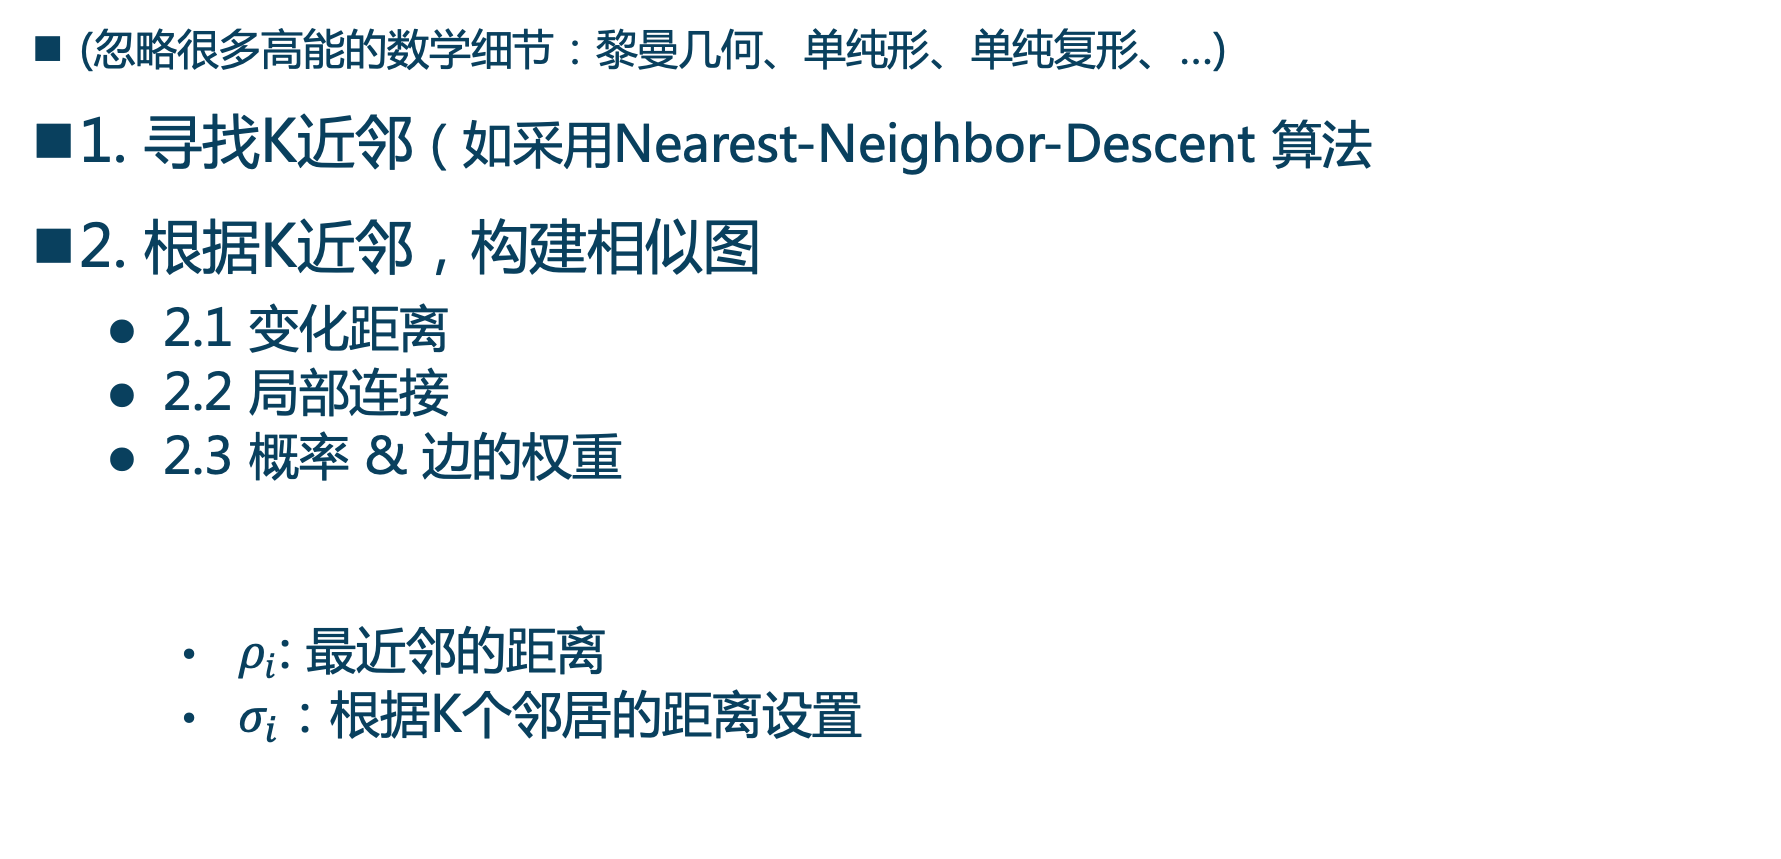 ■ (忽略很多高能的数学细节：黎曼几何、单纯形、单纯复形、…)
■1. 寻找K近邻（如采用Nearest-Neighbor-Descent 算法
■2. 根据K近邻，构建相似图
● 2.1 变化距离
● 2.2 局部连接
● 2.3 概率 & 边的权重
• ρᵢ: 最近邻的距离
• σᵢ：根据K个邻居的距离设置